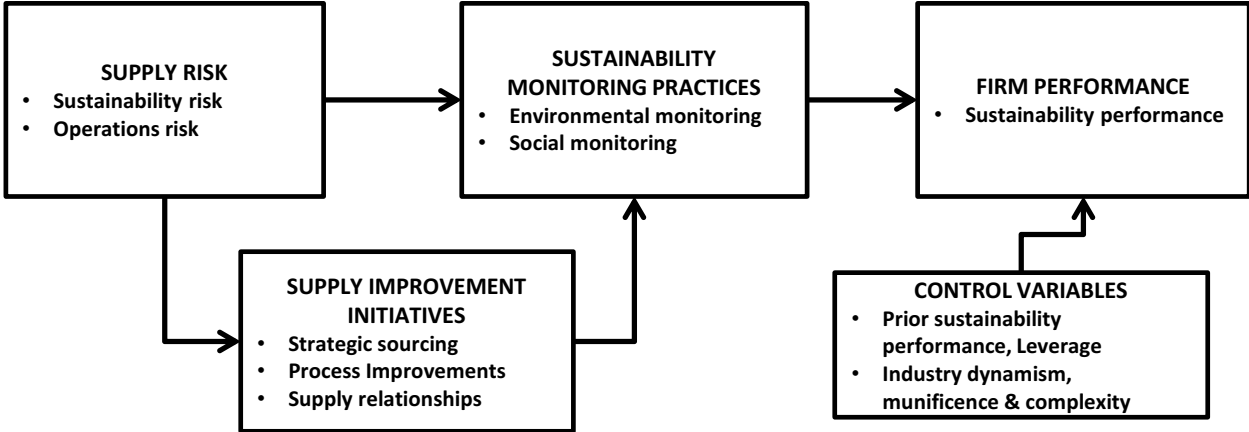 SUPPLY RISK
• Sustainability risk
• Operations risk
SUSTAINABILITY
MONITORING PRACTICES
• Environmental monitoring
• Social monitoring
FIRM PERFORMANCE
• Sustainability performance
SUPPLY IMPROVEMENT
INITIATIVES
• Strategic sourcing
• Process Improvements
• Supply relationships
CONTROL VARIABLES
• Prior sustainability
performance, Leverage
• Industry dynamism,
munificence & complexity